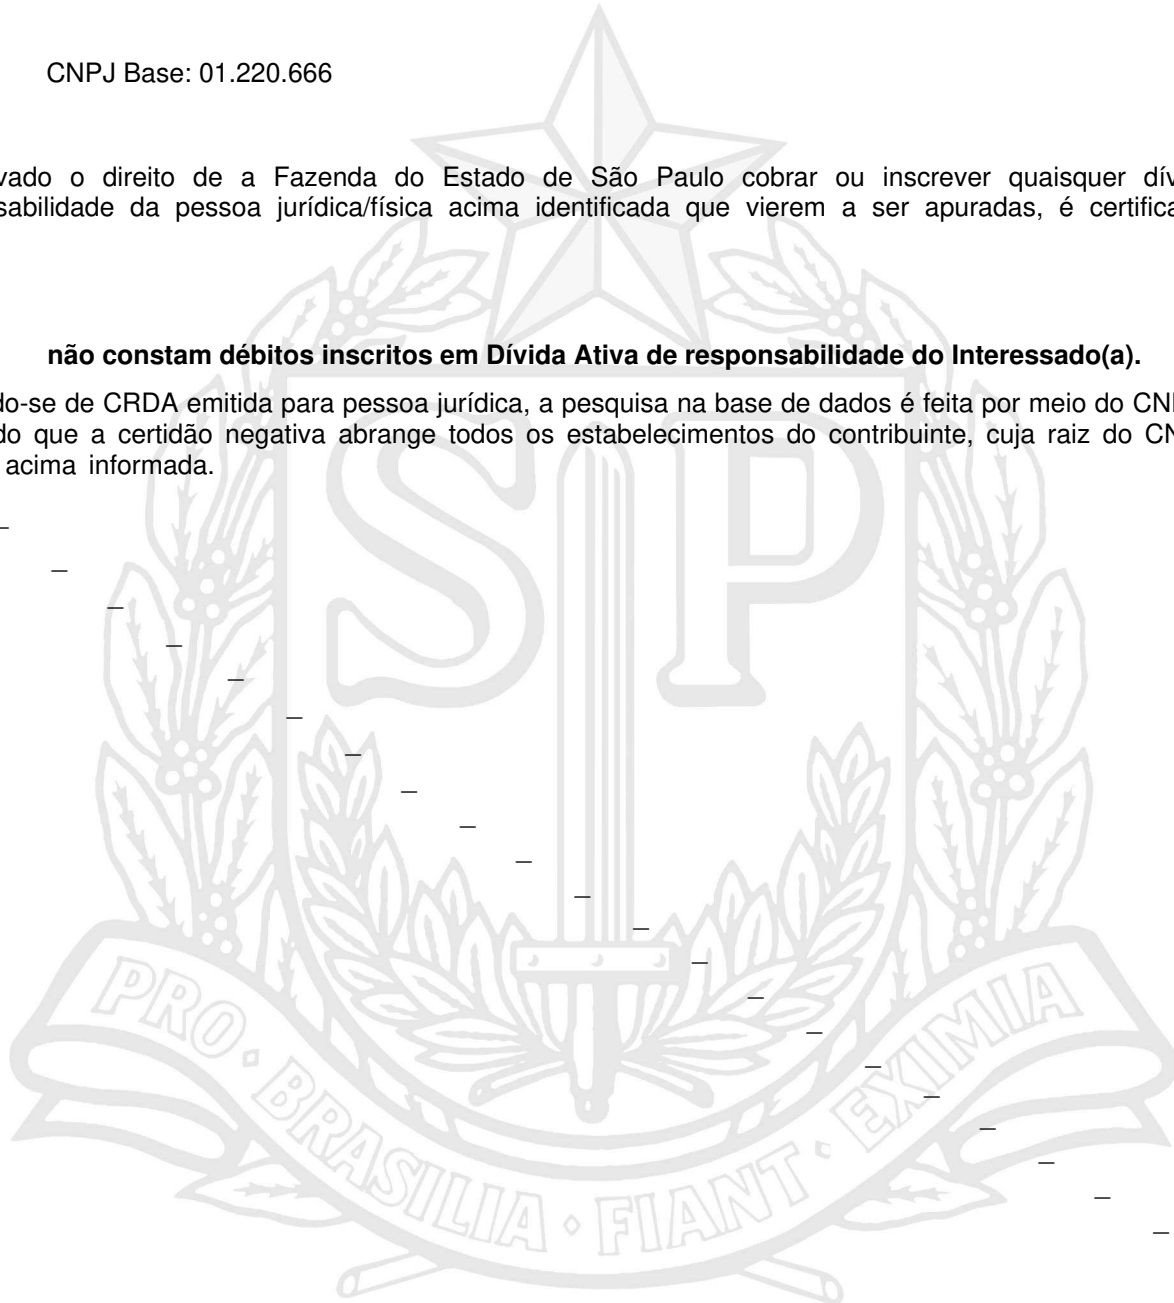 CNPJ Base: 01.220.666
vado o direito de a Fazenda do Estado de São Paulo cobrar ou inscrever quaisquer dív
sabilidade da pessoa jurídica/física acima identificada que vierem a ser apuradas, é certifica
não constam débitos inscritos em Dívida Ativa de responsabilidade do Interessado(a).
do-se de CRDA emitida para pessoa jurídica, a pesquisa na base de dados é feita por meio do CN
do que a certidão negativa abrange todos os estabelecimentos do contribuinte, cuja raiz do CN
acima informada.
SP
PRO · BRASILIA · FIANT · EXIMIA